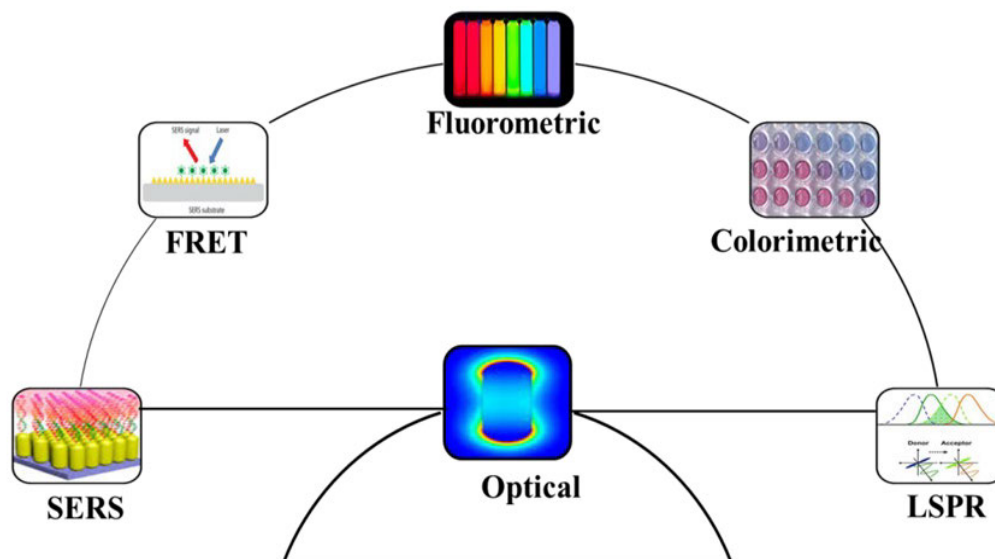 Fluorometric
SERS signal
Laser
SERS substrate
FRET
Colorimetric
Optical
SERS
Donor
Acceptor
LSPR